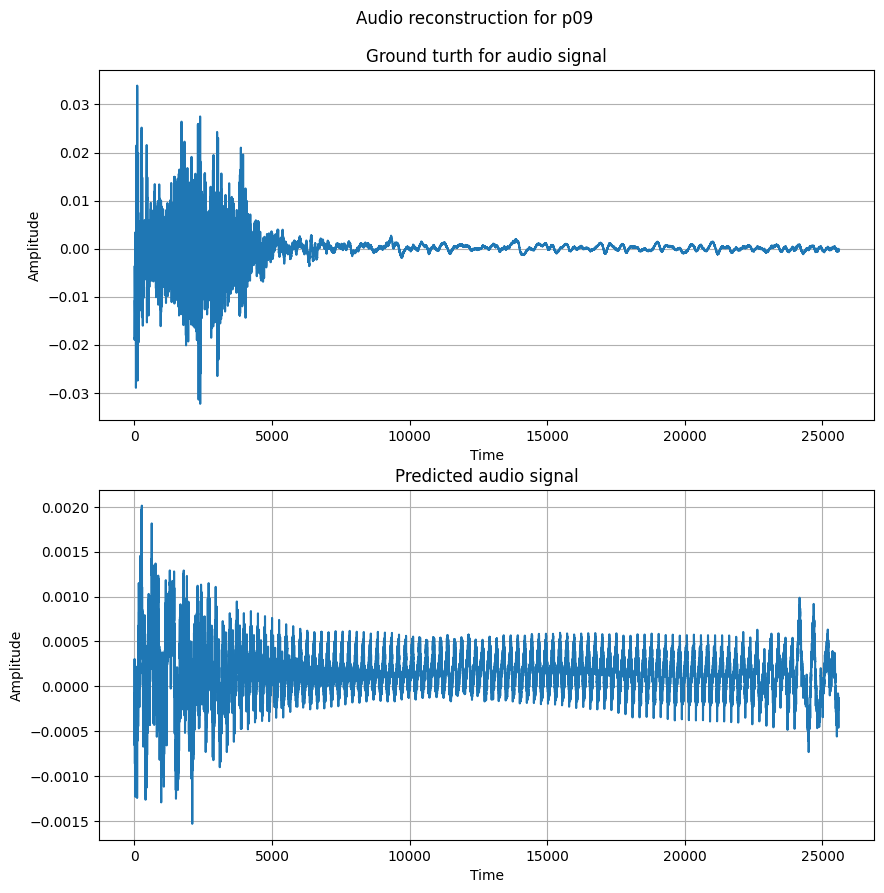 Audio reconstruction for p09
Ground turth for audio signal
0.03
0.02
0.01
0.00
−0.01
−0.02
−0.03
Amplitude
0 5000 10000 15000 20000 25000
Time
Predicted audio signal
0.0020
0.0015
0.0010
0.0005
0.0000
−0.0005
−0.0010
−0.0015
Amplitude
0 5000 10000 15000 20000 25000
Time